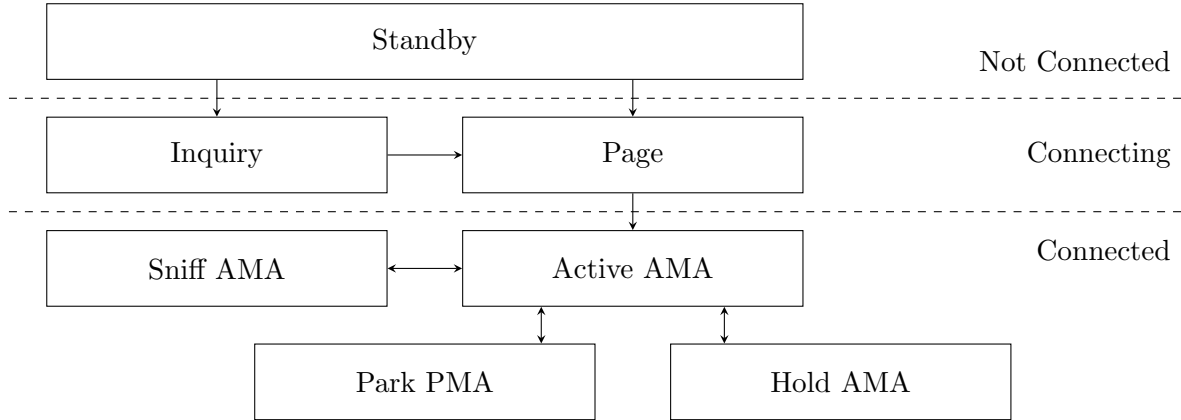 Standby
Not Connected
Inquiry
Page
Connecting
Sniff AMA
Active AMA
Connected
Park PMA
Hold AMA